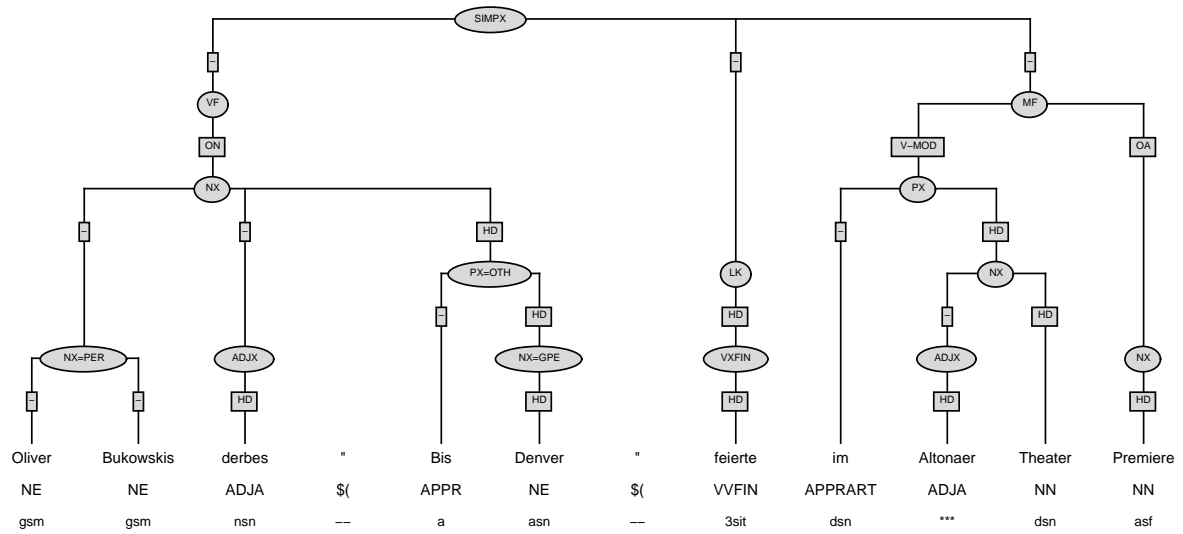 SIMPX
– – –
VF MF
ON V–MOD OA
NX PX
– – HD – HD
PX=OTH LK NX
– HD HD – HD
NX=PER ADJX NX=GPE VXFIN ADJX NX
– – HD HD HD HD HD
Oliver Bukowskis derbes " Bis Denver " feierte im Altonaer Theater Premiere
NE NE ADJA $( APPR NE $( VVFIN APPRART ADJA NN NN
gsm gsm nsn –– a asn –– 3sit dsn *** dsn asf